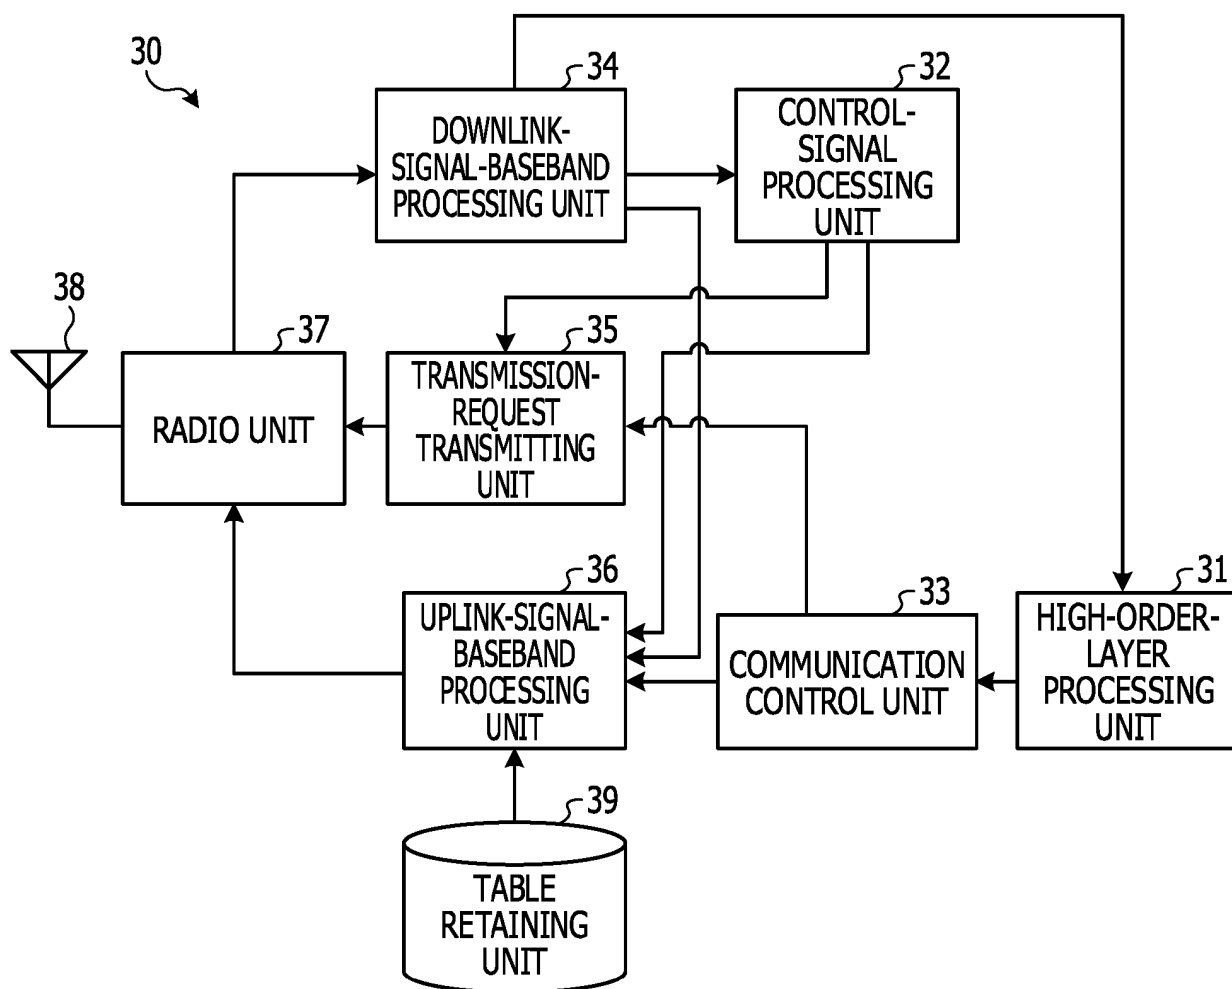 30
34
DOWNLINK-
SIGNAL-BASEBAND
PROCESSING UNIT
32
CONTROL-
SIGNAL
PROCESSING
UNIT
38
37
RADIO UNIT
35
TRANSMISSION-
REQUEST
TRANSMITTING
UNIT
36
UPLINK-SIGNAL-
BASEBAND
PROCESSING
UNIT
33
COMMUNICATION
CONTROL UNIT
31
HIGH-ORDER-
LAYER
PROCESSING
UNIT
39
TABLE
RETAINING
UNIT